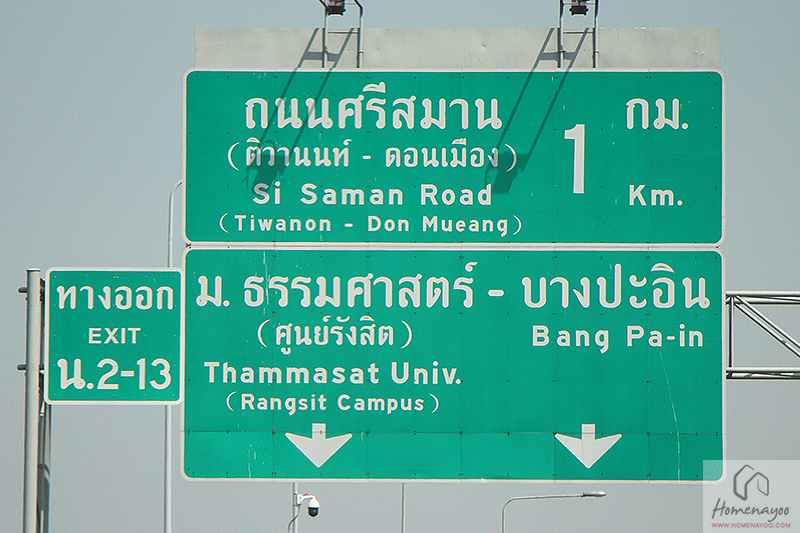 ถนนศรีสมาน 1 กม.
(ติวานนท์ - ดอนเมือง)
Si Saman Road Km.
(Tiwanon - Don Mueang)
ทางออก
EXIT
น.2-13
ม. ธรรมศาสตร์ - บางปะอิน
(ศูนย์รังสิต) Bang Pa-in
Thammasat Univ.
(Rangsit Campus)
Homenayoo
WWW.HOMENAYOO.COM